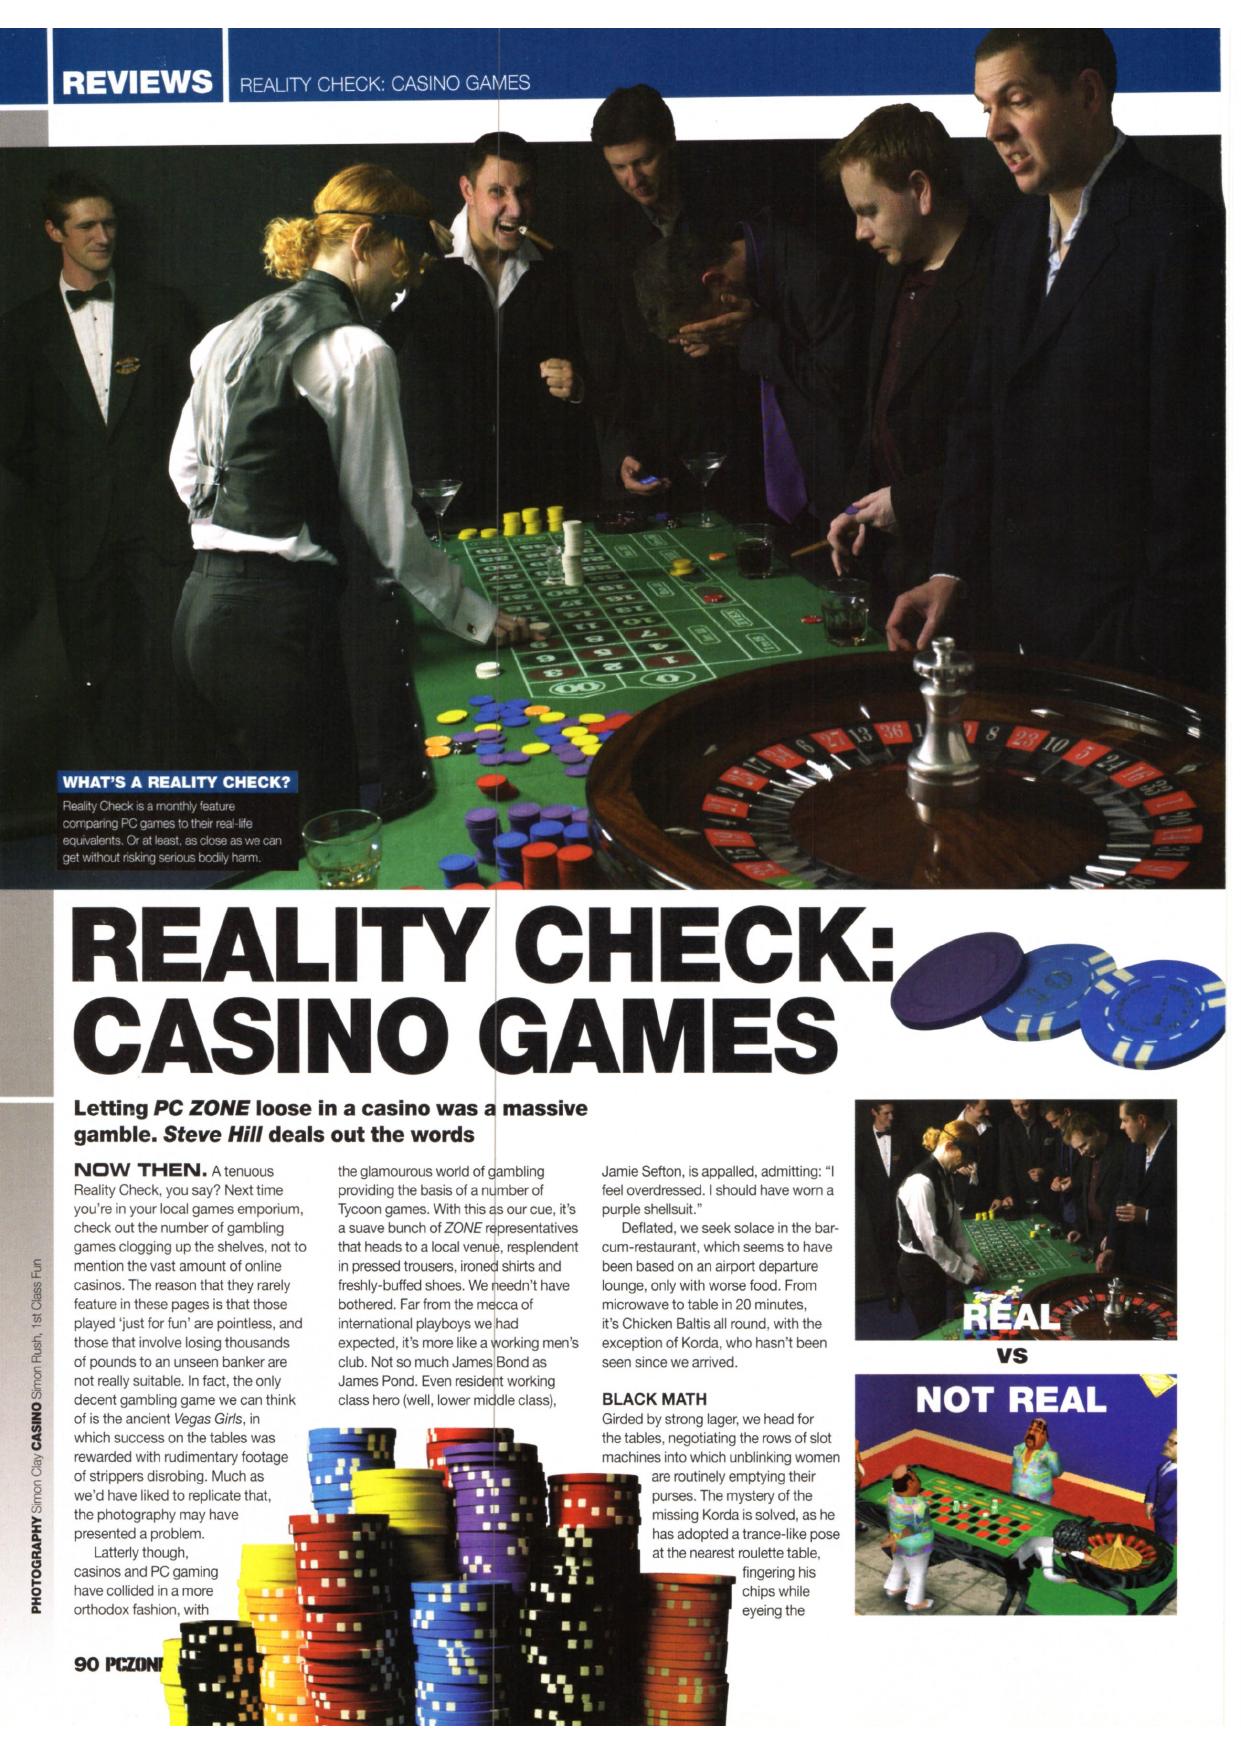 REVIEWS
REALITY CHECK: CASINO GAMES
WHAT'S A REALITY CHECK?
Reality Check is a monthly feature
comparing PC games to their real-life
equivalents. Or at least, as close as we can
get without risking serious bodily harm.
REALITY CHECK:
CASINO GAMES
Letting PC ZONE loose in a casino was a massive
gamble. Steve Hill deals out the words
NOW THEN. A tenuous
Reality Check, you say? Next time
you're in your local games emporium,
check out the number of gambling
games clogging up the shelves, not to
mention the vast amount of online
casinos. The reason that they rarely
feature in these pages is that those
played 'just for fun' are pointless, and
those that involve losing thousands
of pounds to an unseen banker are
not really suitable. In fact, the only
decent gambling game we can think
of is the ancient Vegas Girls, in
which success on the tables was
rewarded with rudimentary footage
of strippers disrobing. Much as
we'd have liked to replicate that,
the photography may have
presented a problem.
Latterly though,
casinos and PC gaming
have collided in a more
orthodox fashion, with
the glamourous world of gambling
providing the basis of a number of
Tycoon games. With this as our cue, it's
a suave bunch of ZONE representatives
that heads to a local venue, resplendent
in pressed trousers, ironed shirts and
freshly-buffed shoes. We needn't have
bothered. Far from the mecca of
international playboys we had
expected, it's more like a working men's
club. Not so much James Bond as
James Pond. Even resident working
class hero (well, lower middle class),
Jamie Sefton, is appalled, admitting: "I
feel overdressed. I should have worn a
purple shellsuit."
Deflated, we seek solace in the bar-
cum-restaurant, which seems to have
been based on an airport departure
lounge, only with worse food. From
microwave to table in 20 minutes,
it's Chicken Baltis all round, with the
exception of Korda, who hasn't been
seen since we arrived.
BLACK MATH
Girded by strong lager, we head for
the tables, negotiating the rows of slot
machines into which unblinking women
are routinely emptying their
purses. The mystery of the
missing Korda is solved, as he
has adopted a trance-like pose
at the nearest roulette table,
fingering his
chips while
eyeing the
REAL
VS
NOT REAL
PHOTOGRAPHY Simon Clay CASINO Simon Rush, 1st Class Fun
90 PCZONE